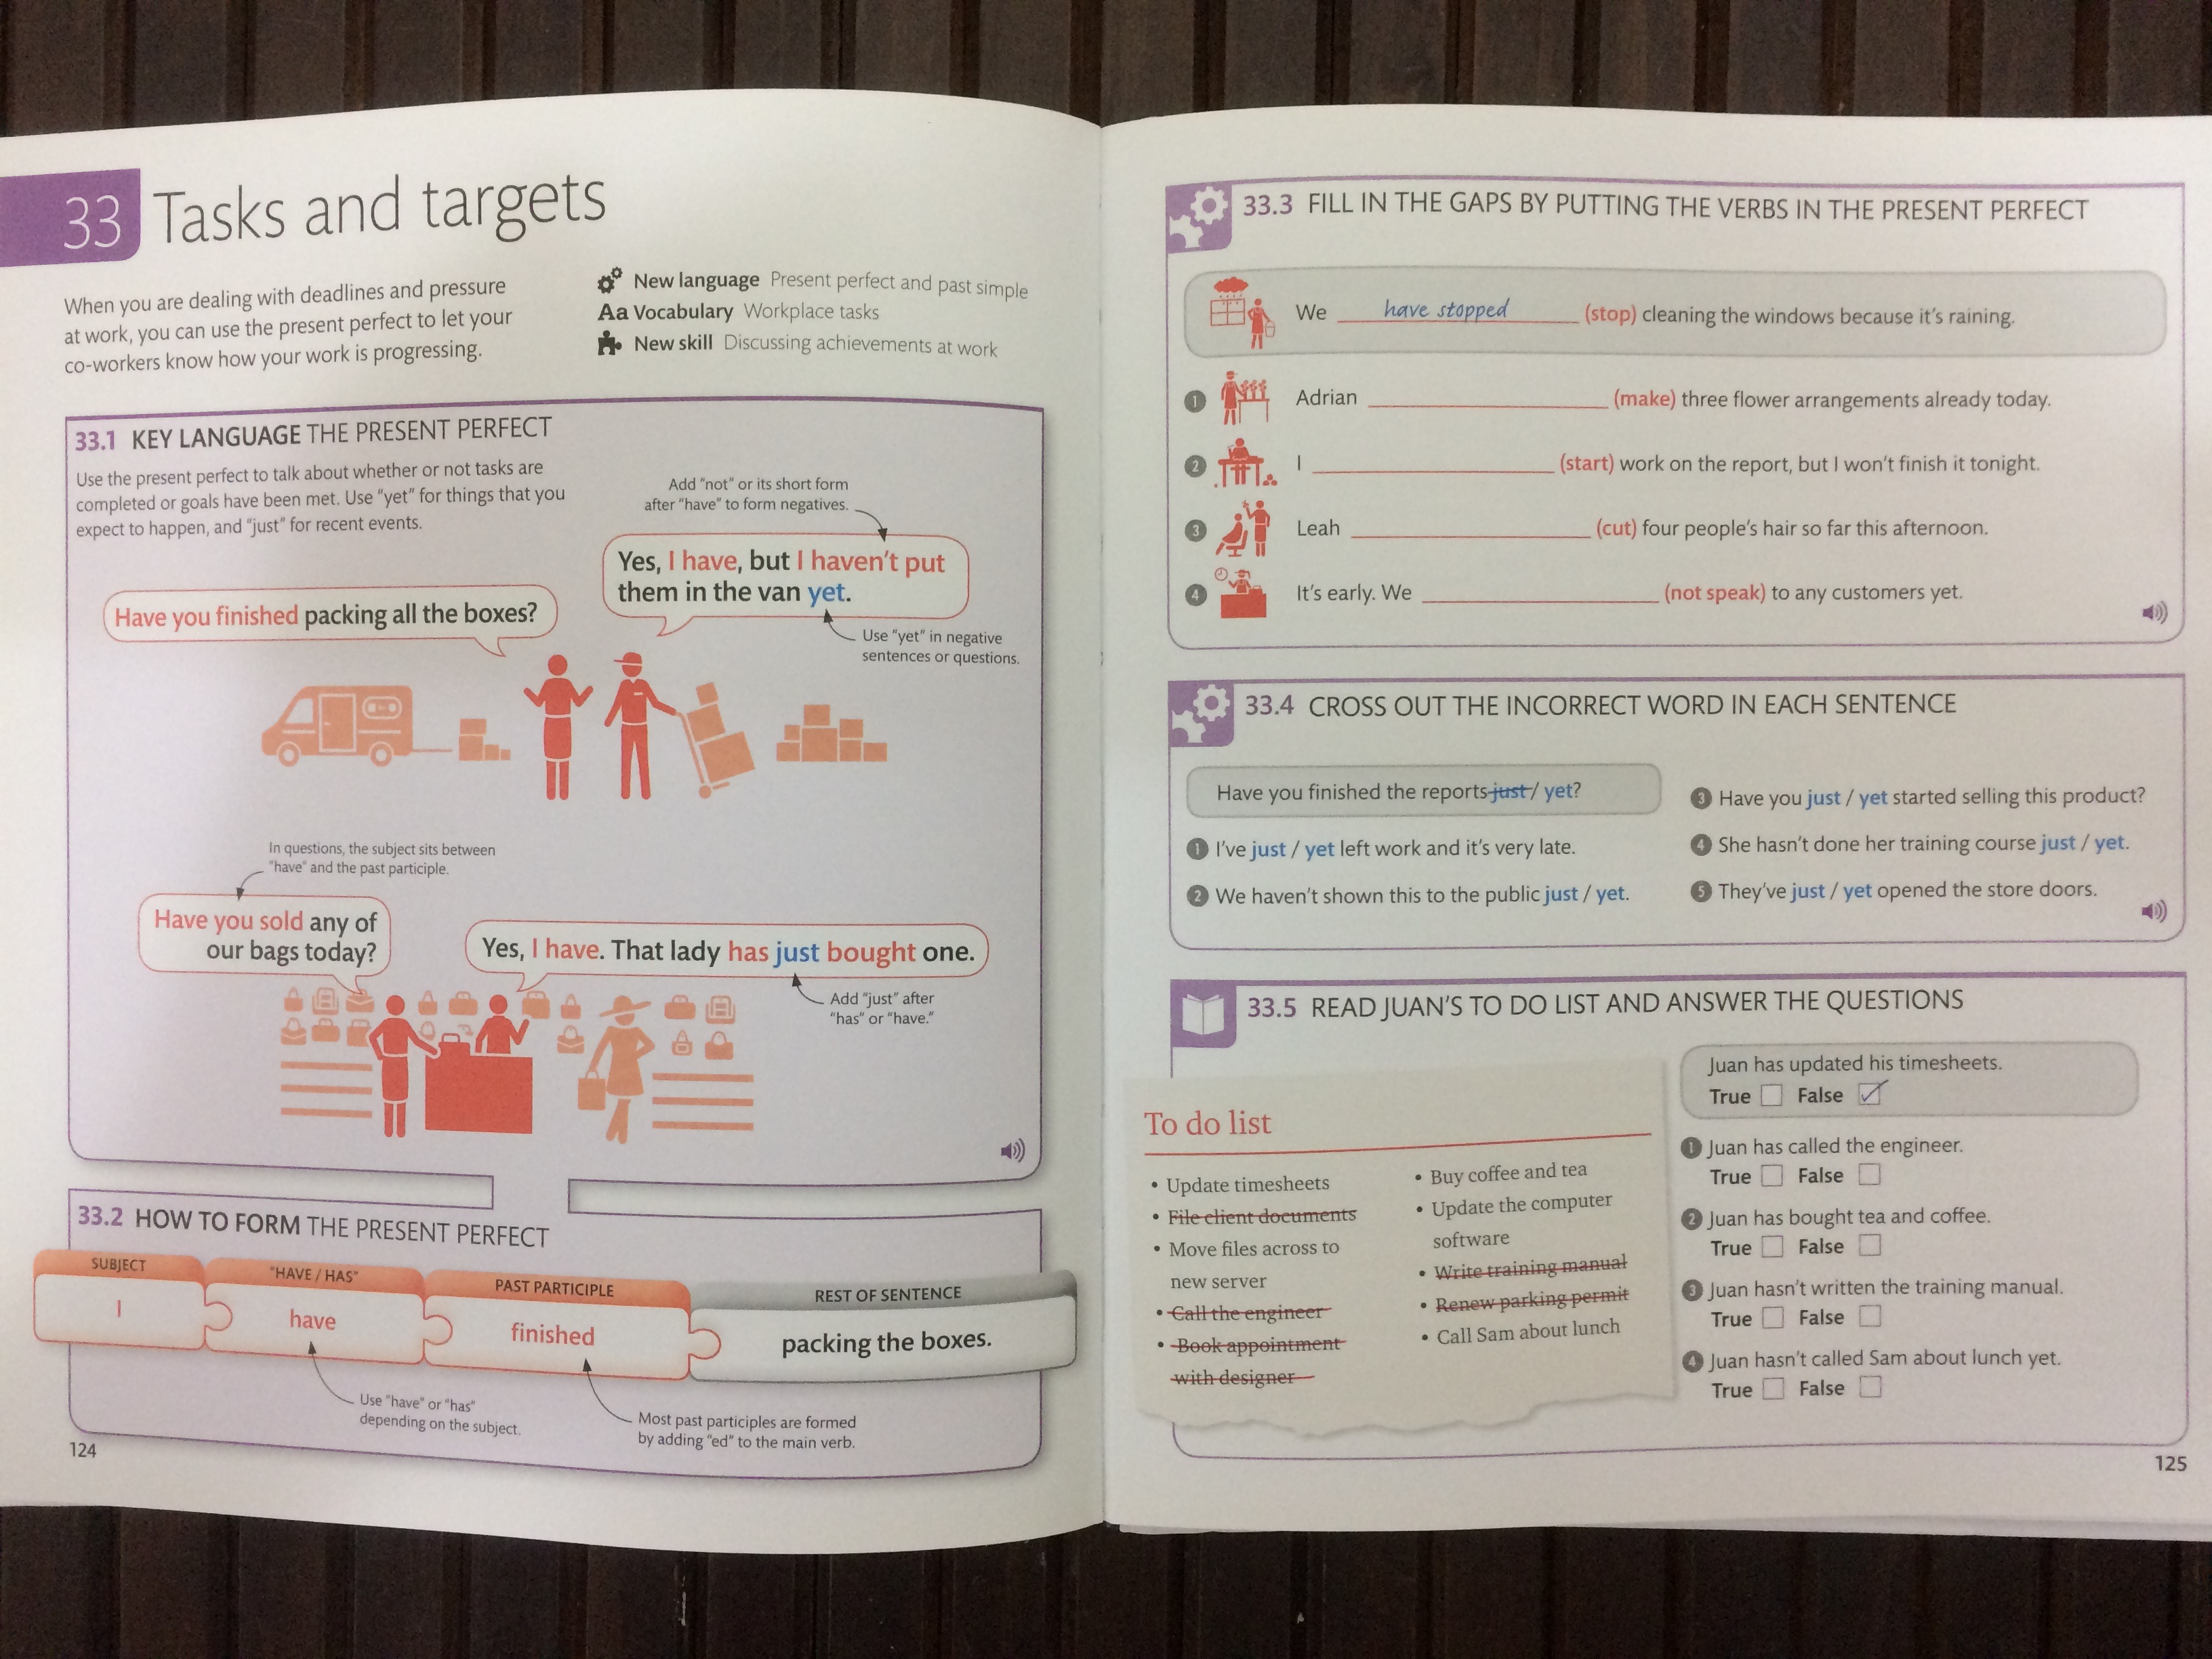 33 Tasks and targets
When you are dealing with deadlines and pressure
at work, you can use the present perfect to let your
co-workers know how your work is progressing.
New language Present perfect and past simple
Aa Vocabulary Workplace tasks
New skill Discussing achievements at work
33.1 KEY LANGUAGE THE PRESENT PERFECT
Use the present perfect to talk about whether or not tasks are
completed or goals have been met. Use "yet" for things that you
expect to happen, and "just" for recent events.
Add "not" or its short form
after "have" to form negatives.
Have you finished packing all the boxes?
Yes, I have, but I haven't put
them in the van yet.
Use "yet" in negative
sentences or questions.
In questions, the subject sits between
"have" and the past participle.
Have you sold any of
our bags today?
Yes, I have. That lady has just bought one.
Add "just" after
"has" or "have".
33.2 HOW TO FORM THE PRESENT PERFECT
SUBJECT
"HAVE / HAS"
PAST PARTICIPLE
REST OF SENTENCE
I
have
finished
packing the boxes.
Use "have" or "has"
depending on the subject.
Most past participles are formed
by adding "ed" to the main verb.
124
33.3 FILL IN THE GAPS BY PUTTING THE VERBS IN THE PRESENT PERFECT
We have stopped (stop) cleaning the windows because it's raining.
1 Adrian (make) three flower arrangements already today.
2 I (start) work on the report, but I won't finish it tonight.
3 Leah (cut) four people's hair so far this afternoon.
4 It's early. We (not speak) to any customers yet.
33.4 CROSS OUT THE INCORRECT WORD IN EACH SENTENCE
Have you finished the reports just / yet?
1 I've just / yet left work and it's very late.
2 We haven't shown this to the public just / yet.
3 Have you just / yet started selling this product?
4 She hasn't done her training course just / yet.
5 They've just / yet opened the store doors.
33.5 READ JUAN'S TO DO LIST AND ANSWER THE QUESTIONS
To do list
• Update timesheets
• File client documents
• Move files across to
new server
• Call the engineer
• Book appointment
with designer
• Buy coffee and tea
• Update the computer
software
• Write training manual
• Renew parking permit
• Call Sam about lunch
Juan has updated his timesheets.
True False
1 Juan has called the engineer.
True False
2 Juan has bought tea and coffee.
True False
3 Juan hasn't written the training manual.
True False
4 Juan hasn't called Sam about lunch yet.
True False
125